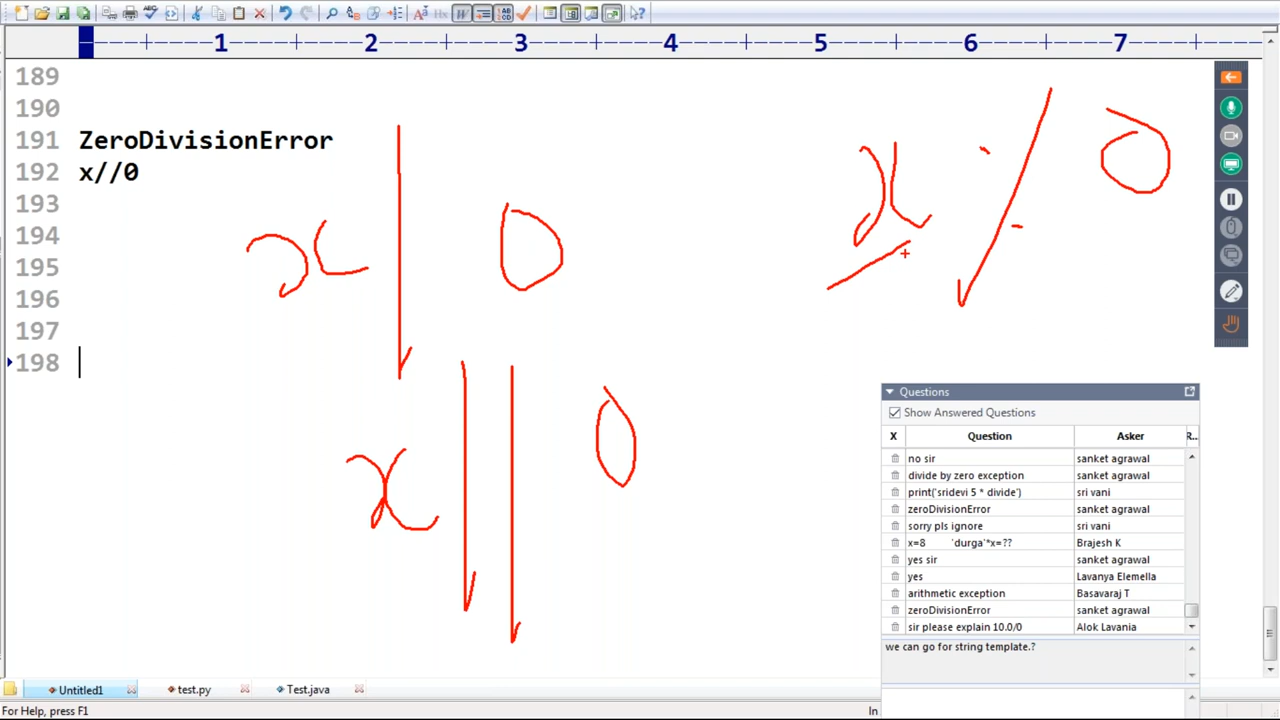 1 2 3 4 5 6 7
189
190
191 ZeroDivisionError
192 x//0
193
194
195
196
197
198
x / 0
x % 0
x // 0
Questions
Show Answered Questions
X Question Asker R..
no sir sanket agrawal
divide by zero exception sanket agrawal
print('sridevi 5 * divide') sri vani
zeroDivisionError sanket agrawal
sorry pls ignore sri vani
x=8 'durga'*x=?? Brajesh K
yes sir sanket agrawal
yes Lavanya Elemella
arithmetic exception Basavaraj T
zeroDivisionError sanket agrawal
sir please explain 10.0/0 Alok Lavania
we can go for string template.?
Untitled1 test.py Test.java
For Help, press F1
ln